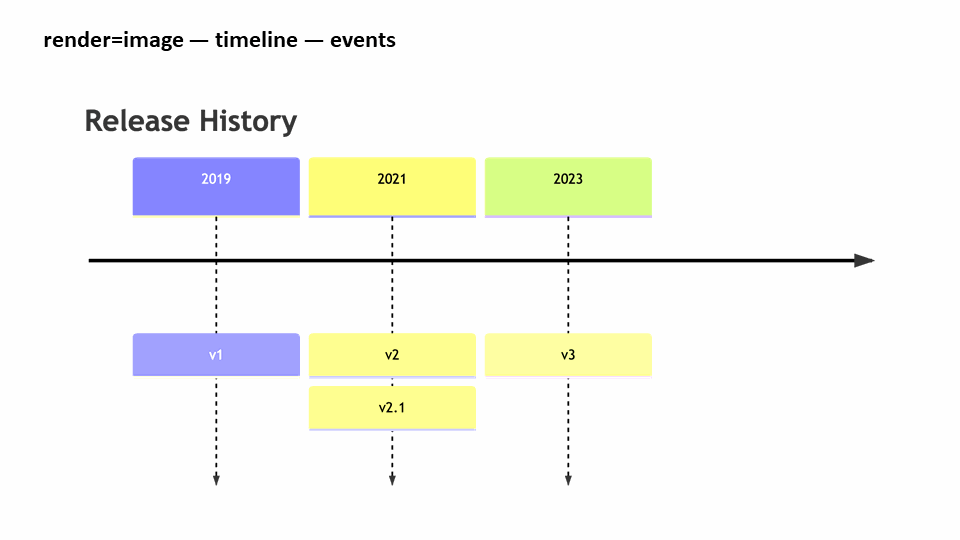 render=image — timeline — events
Release History
2019
2021
2023
v1
v2
v3
v2.1